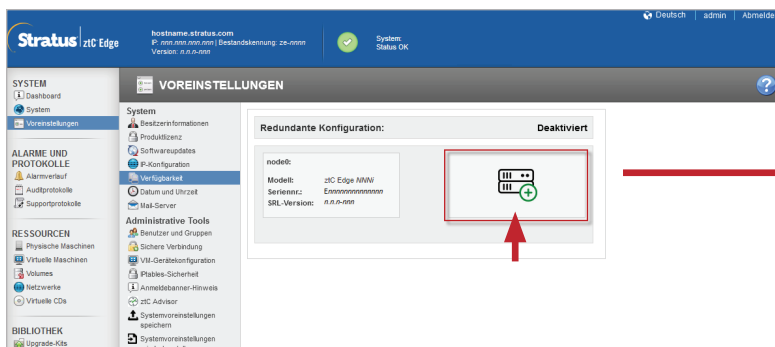 Deutsch | admin | Abmelde
Stratus ztC Edge
hostname.stratus.com
IP: nnn.nnn.nnn.nnn | Bestandskennung: ze-nnnn
Version: n.n.n-nnn
System:
Status OK
SYSTEM
Dashboard
System
Voreinstellungen
ALARME UND
PROTOKOLLE
Alarmverlauf
Auditprotokolle
Supportprotokolle
RESSOURCEN
Physische Maschinen
Virtuelle Maschinen
Volumes
Netzwerke
Virtuelle CDs
BIBLIOTHEK
Upgrade-Kits
VOREINSTELLUNGEN
?
System
Besitzerinformationen
Produktlizenz
Softwareupdates
IP-Konfiguration
Verfügbarkeit
Datum und Uhrzeit
Mail-Server
Administrative Tools
Benutzer und Gruppen
Sichere Verbindung
VM-Gerätekonfiguration
IPtables-Sicherheit
Anmeldebanner-Hinweis
ztC Advisor
Systemvoreinstellungen
speichern
Systemvoreinstellungen
Redundante Konfiguration: Deaktiviert
node0:
Modell: ztC Edge NNNi
Seriennr.: Ennnnnnnnnnnnn
SRL-Version: n.n.n-nnn